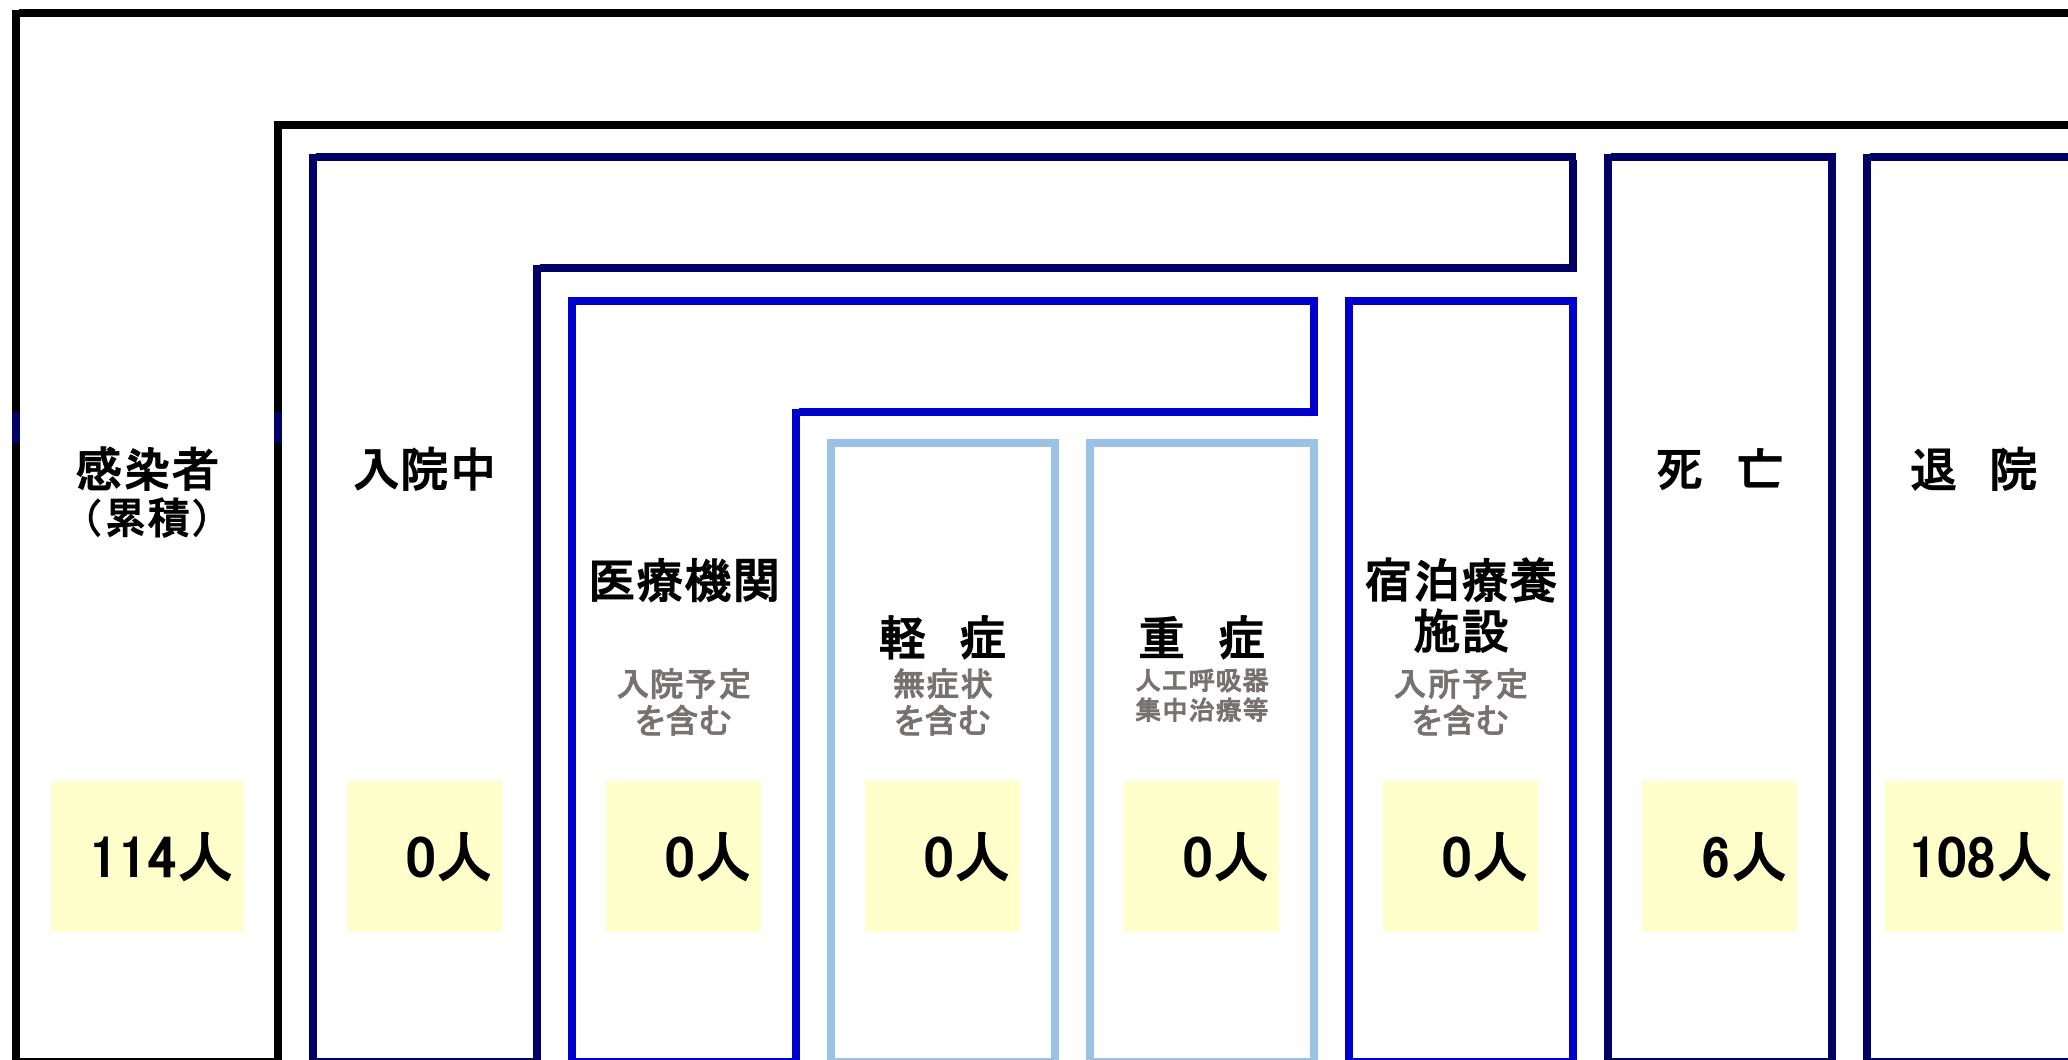 感染者
（累積）
114人
入院中
0人
医療機関
入院予定
を含む
0人
軽　症
無症状
を含む
0人
重　症
人工呼吸器
集中治療等
0人
宿泊療養
施設
入所予定
を含む
0人
死　亡
6人
退　院
108人